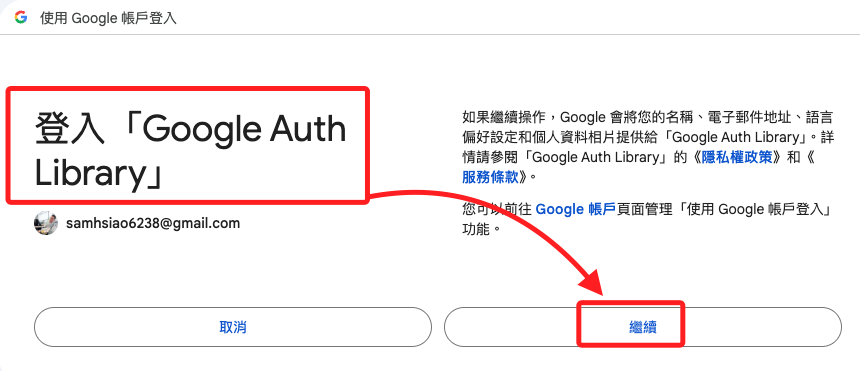 使用 Google 帳戶登入
登入「Google Auth
Library」
samhsiao6238@gmail.com
如果繼續操作，Google 會將您的名稱、電子郵件地址、語言
偏好設定和個人資料相片提供給「Google Auth Library」。詳
情請參閱「Google Auth Library」的《隱私權政策》和《
服務條款》。
您可以前往 Google 帳戶頁面管理「使用 Google 帳戶登入」
功能。
取消
繼續